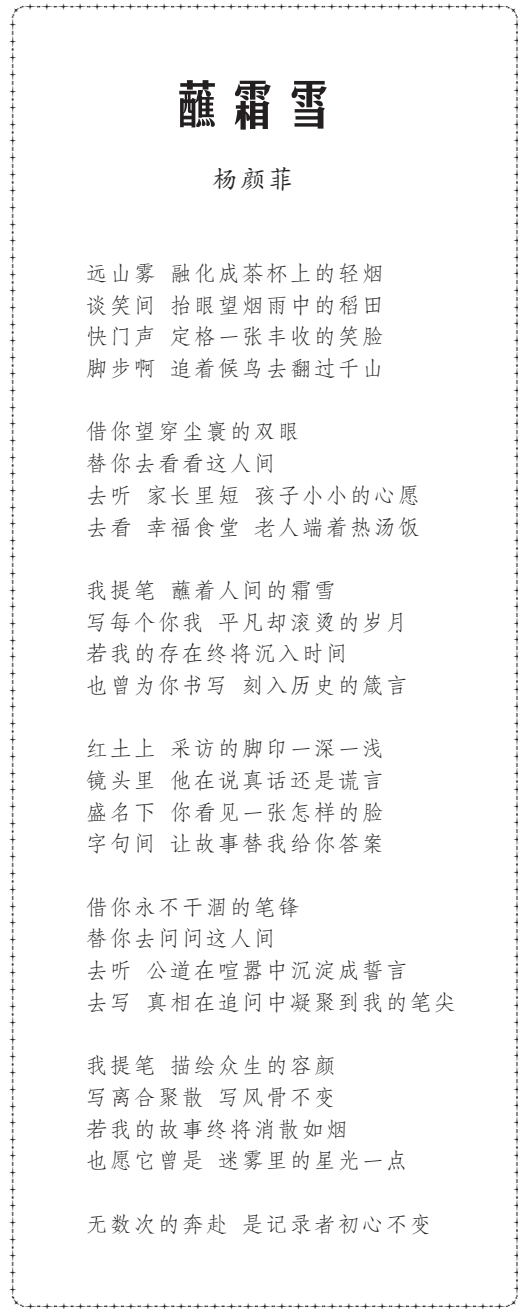 蘸霜雪
杨颜菲
远山雾 融化成茶杯上的轻烟
谈笑间 抬眼望烟雨中的稻田
快门声 定格一张丰收的笑脸
脚步啊 追着候鸟去翻过千山
借你望穿尘寰的双眼
替你去看看这人间
去听 家长里短 孩子小小的心愿
去看 幸福食堂 老人端着热汤饭
我提笔 蘸着人间的霜雪
写每个你我 平凡却滚烫的岁月
若我的存在终将沉入时间
也曾为你书写 刻入历史的箴言
红土上 采访的脚印一深一浅
镜头里 他在说真话还是谎言
盛名下 你看见一张怎样的脸
字句间 让故事替我给你答案
借你永不干涸的笔锋
替你去问问这人间
去听 公道在喧嚣中沉淀成誓言
去写 真相在追问中凝聚到我的笔尖
我提笔 描绘众生的容颜
写离合聚散 写风骨不变
若我的故事终将消散如烟
也愿它曾是 迷雾里的星光一点
无数次的奔赴 是记录者初心不变